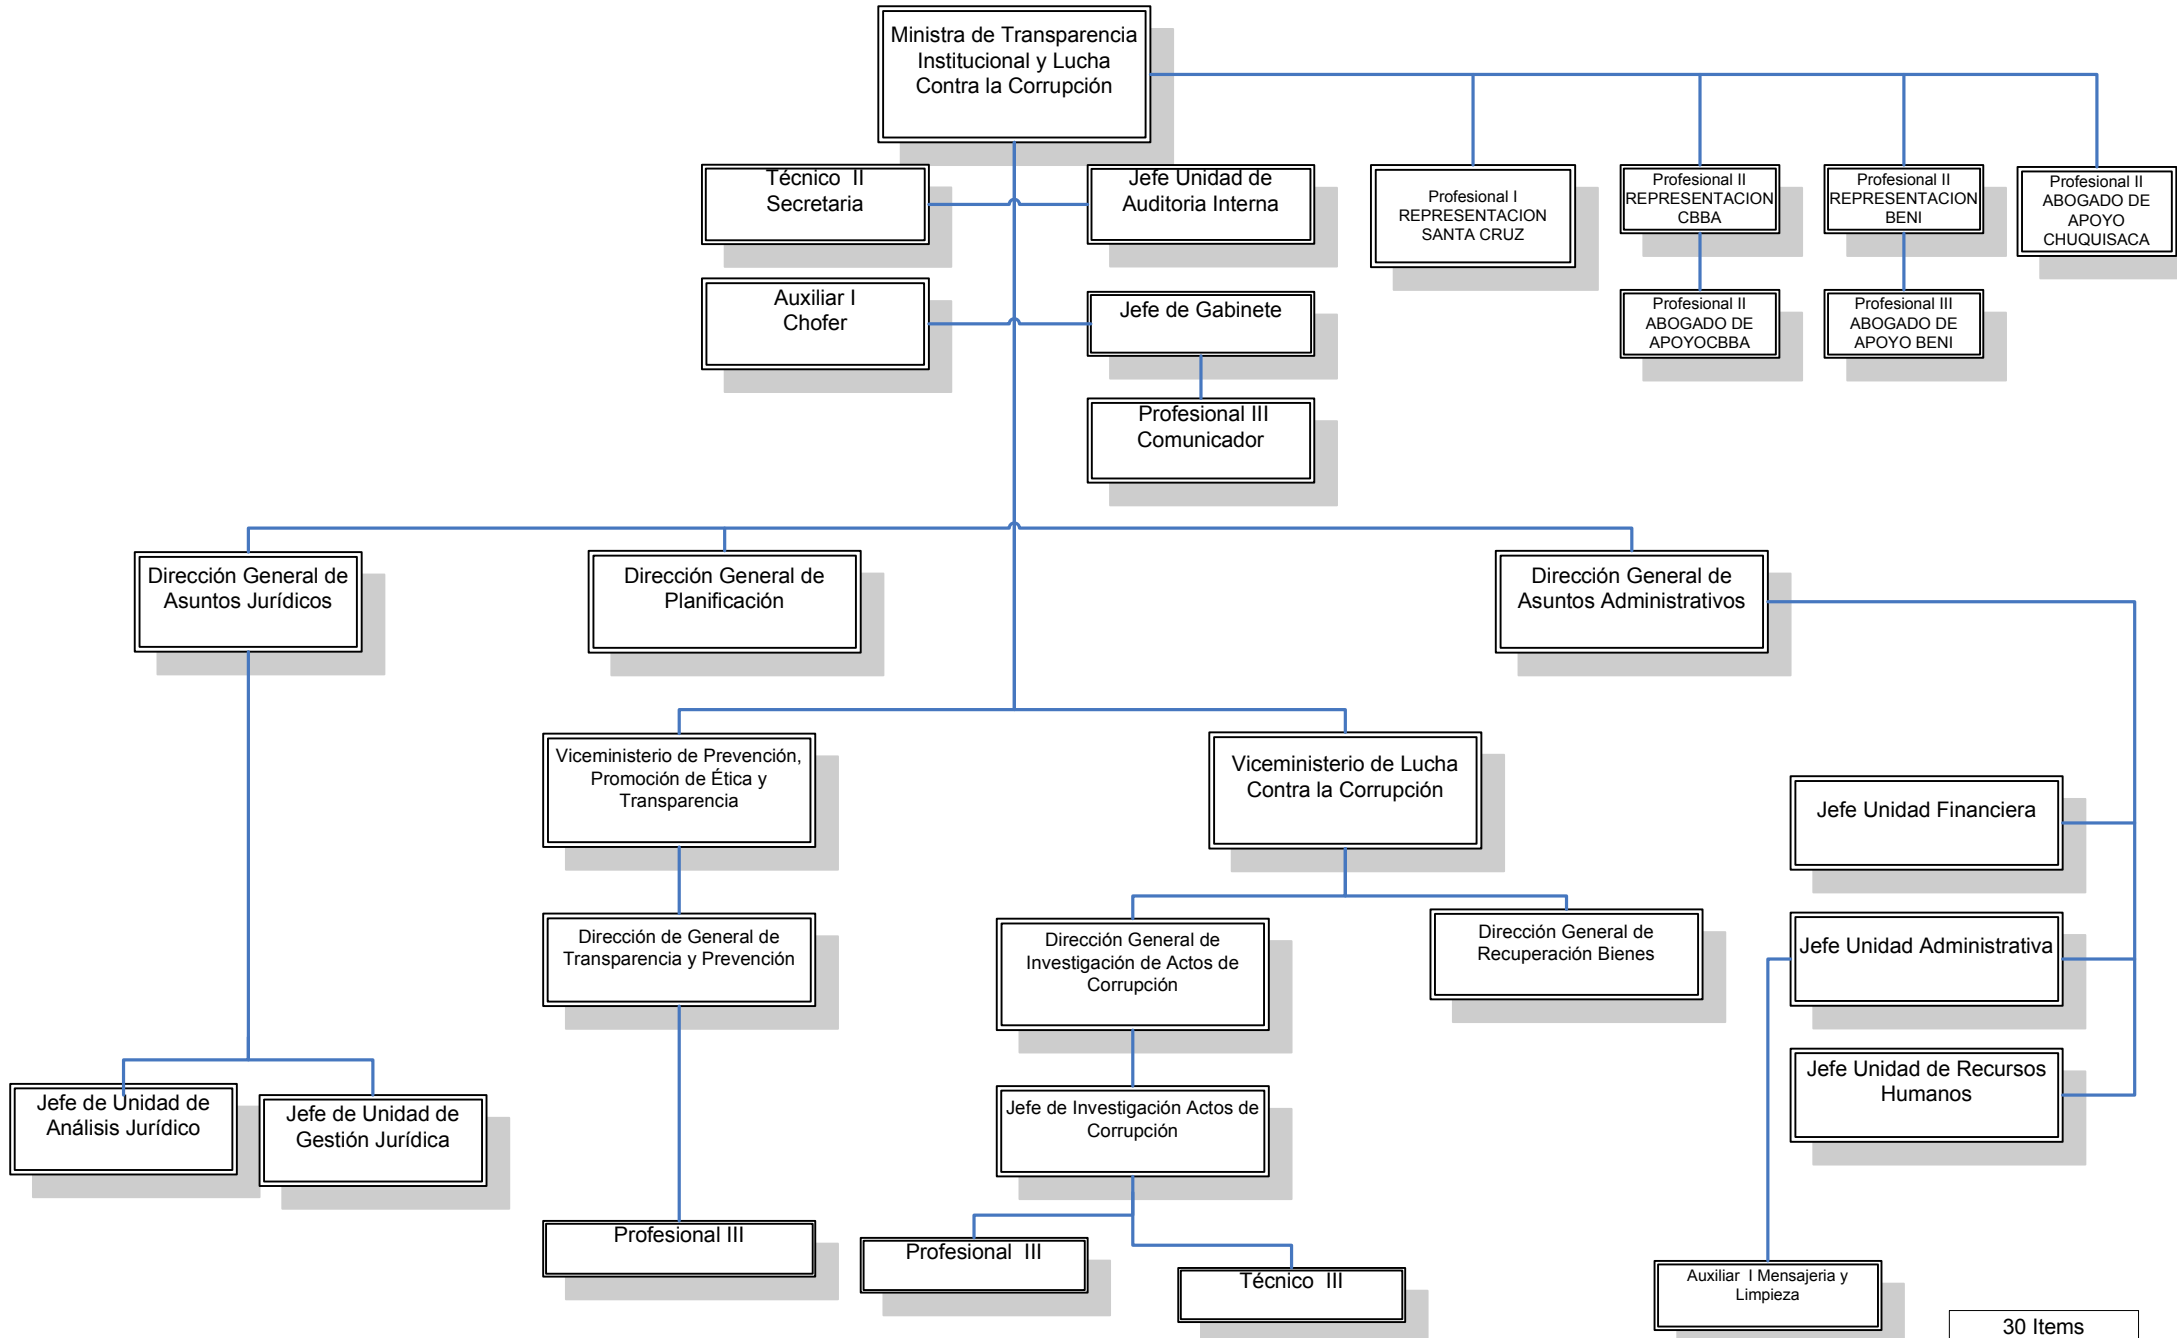 Ministra de Transparencia
Institucional y Lucha
Contra la Corrupción
Técnico II
Secretaria
Jefe Unidad de
Auditoria Interna
Profesional I
REPRESENTACION
SANTA CRUZ
Profesional II
REPRESENTACION
CBBA
Profesional II
REPRESENTACION
BENI
Profesional II
ABOGADO DE
APOYO
CHUQUISACA
Auxiliar I
Chofer
Jefe de Gabinete
Profesional II
ABOGADO DE
APOYOCBBA
Profesional III
ABOGADO DE
APOYO BENI
Profesional III
Comunicador
Dirección General de
Asuntos Jurídicos
Dirección General de
Planificación
Dirección General de
Asuntos Administrativos
Viceministerio de Prevención,
Promoción de Ética y
Transparencia
Viceministerio de Lucha
Contra la Corrupción
Jefe Unidad Financiera
Dirección de General de
Transparencia y Prevención
Dirección General de
Investigación de Actos de
Corrupción
Dirección General de
Recuperación Bienes
Jefe Unidad Administrativa
Jefe de Unidad de
Análisis Jurídico
Jefe de Unidad de
Gestión Jurídica
Jefe de Investigación Actos de
Corrupción
Jefe Unidad de Recursos
Humanos
Profesional III
Profesional III
Técnico III
Auxiliar I Mensajeria y
Limpieza
30 Items